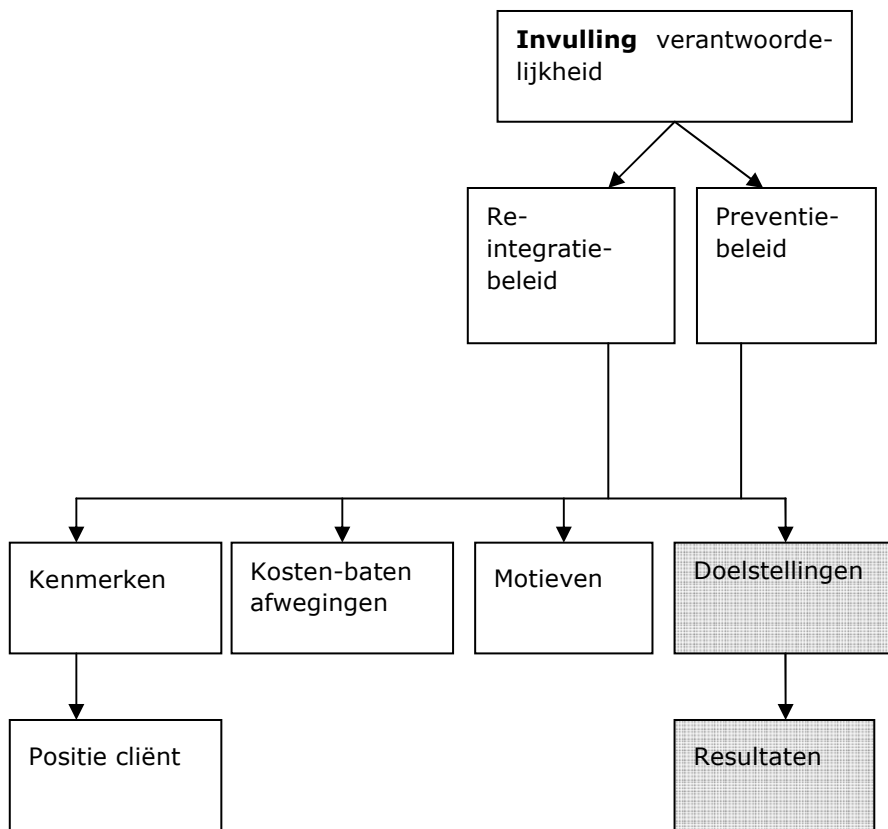 Invulling verantwoorde-
lijkheid
Re-
integratie-
beleid
Preventie-
beleid
Kenmerken
Kosten-baten
afwegingen
Motieven
Doelstellingen
Positie cliënt
Resultaten